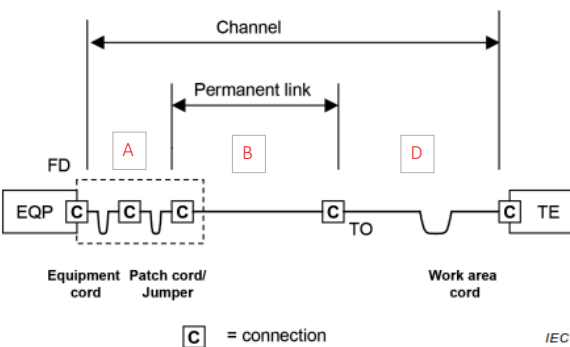 Channel
Permanent link
A
B
D
FD
EQP
C
C
C
C
C
TE
TO
Equipment
cord
Patch cord/
Jumper
Work area
cord
C = connection
IEC